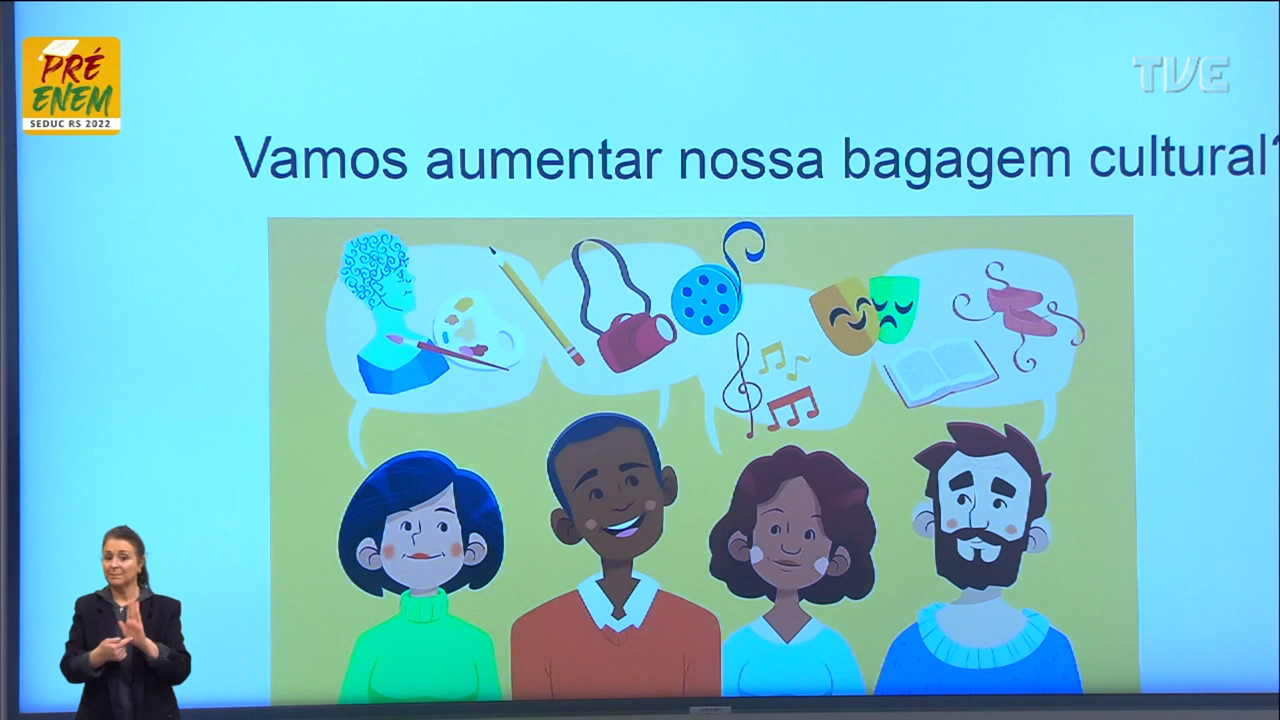 PRÉ
ENEM
SEDUC RS 2022
TVE
Vamos aumentar nossa bagagem cultural?